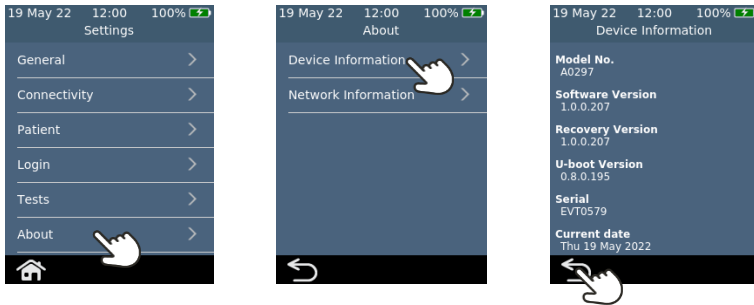 19 May 22 12:00 100%
Settings
General
Connectivity
Patient
Login
Tests
About
19 May 22 12:00 100%
About
Device Information
Network Information
19 May 22 12:00 100%
Device Information
Model No.
A0297
Software Version
1.0.0.207
Recovery Version
1.0.0.207
U-boot Version
0.8.0.195
Serial
EVT0579
Current date
Thu 19 May 2022